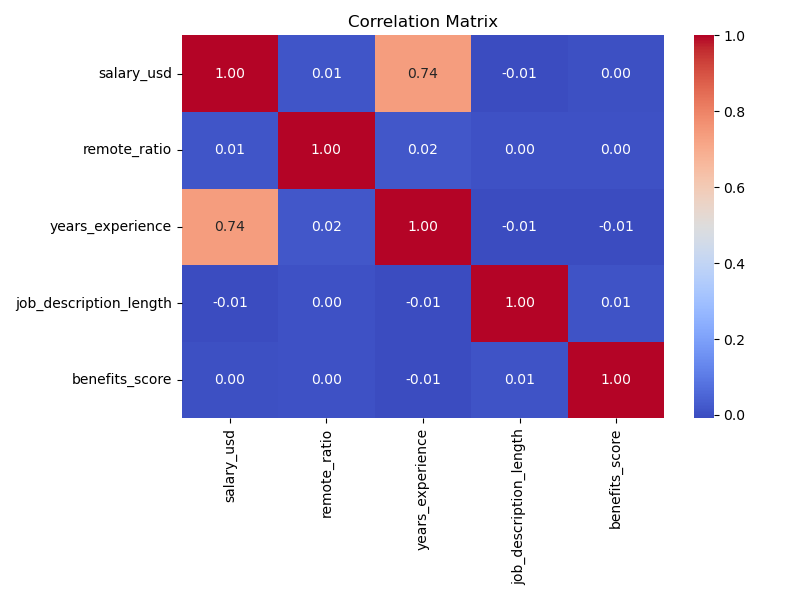 Correlation Matrix
salary_usd 1.00 0.01 0.74 -0.01 0.00
remote_ratio 0.01 1.00 0.02 0.00 0.00
years_experience 0.74 0.02 1.00 -0.01 -0.01
job_description_length -0.01 0.00 -0.01 1.00 0.01
benefits_score 0.00 0.00 -0.01 0.01 1.00
salary_usd
remote_ratio
years_experience
job_description_length
benefits_score
1.0
0.8
0.6
0.4
0.2
0.0